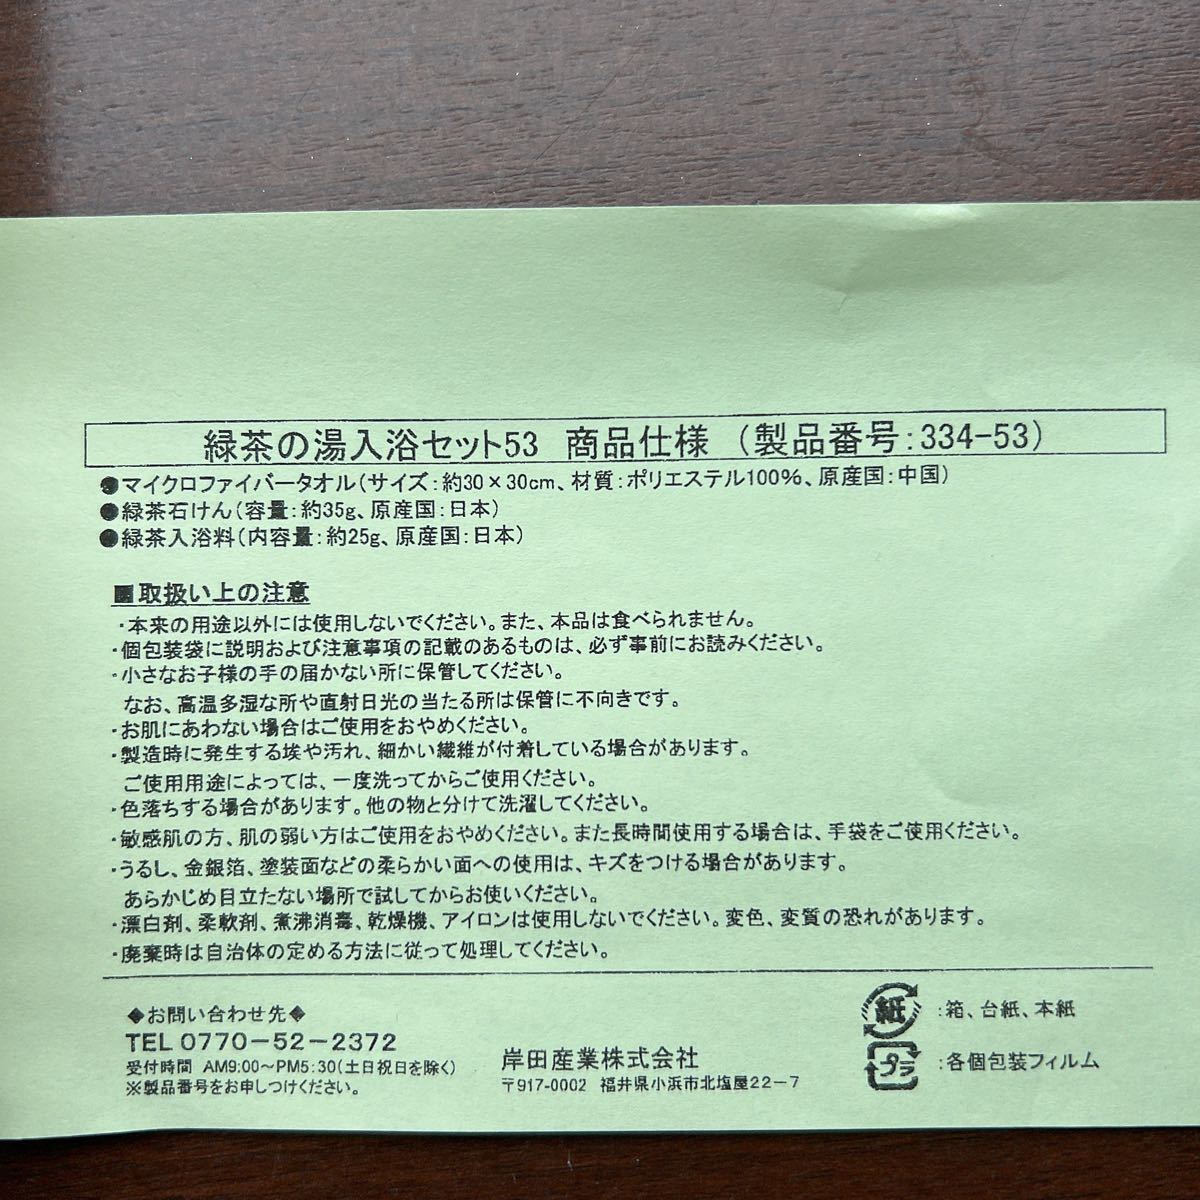 緑茶の湯入浴セット53 商品仕様 (製品番号:334-53)
●マイクロファイバータオル(サイズ:約30×30cm、材質:ポリエステル100%、原産国:中国)
●緑茶石けん(容量:約35g、原産国:日本)
●緑茶入浴料(内容量:約25g、原産国:日本)
■取扱い上の注意
・本来の用途以外には使用しないでください。また、本品は食べられません。
・個包装袋に説明および注意事項の記載のあるものは、必ず事前にお読みください。
・小さなお子様の手の届かない所に保管してください。
なお、高温多湿な所や直射日光の当たる所は保管に不向きです。
・お肌にあわない場合はご使用をおやめください。
・製造時に発生する埃や汚れ、細かい繊維が付着している場合があります。
ご使用用途によっては、一度洗ってからご使用ください。
・色落ちする場合があります。他の物と分けて洗濯してください。
・敏感肌の方、肌の弱い方はご使用をおやめください。また長時間使用する場合は、手袋をご使用ください。
・うるし、金銀箔、塗装面などの柔らかい面への使用は、キズをつける場合があります。
あらかじめ目立たない場所で試してからお使いください。
・漂白剤、柔軟剤、煮沸消毒、乾燥機、アイロンは使用しないでください。変色、変質の恐れがあります。
・廃棄時は自治体の定める方法に従って処理してください。
◆お問い合わせ先◆
TEL 0770-52-2372
受付時間 AM9:00~PM5:30(土日祝日を除く)
※製品番号をお申しつけください。
岸田産業株式会社
〒917-0002 福井県小浜市北塩屋22-7
紙:箱、台紙、本紙
プラ:各個包装フィルム